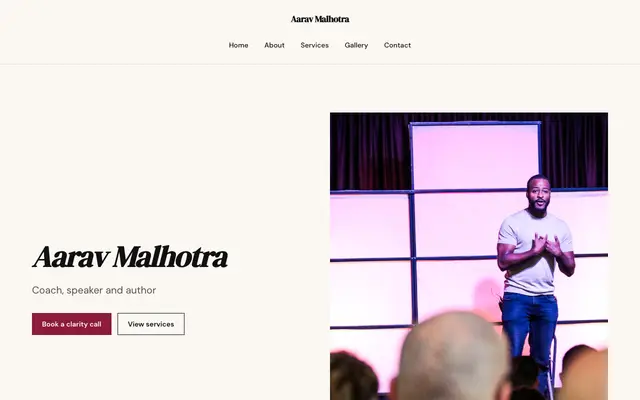 Aarav Malhotra
Home About Services Gallery Contact
Aarav Malhotra
Coach, speaker and author
Book a clarity call View services